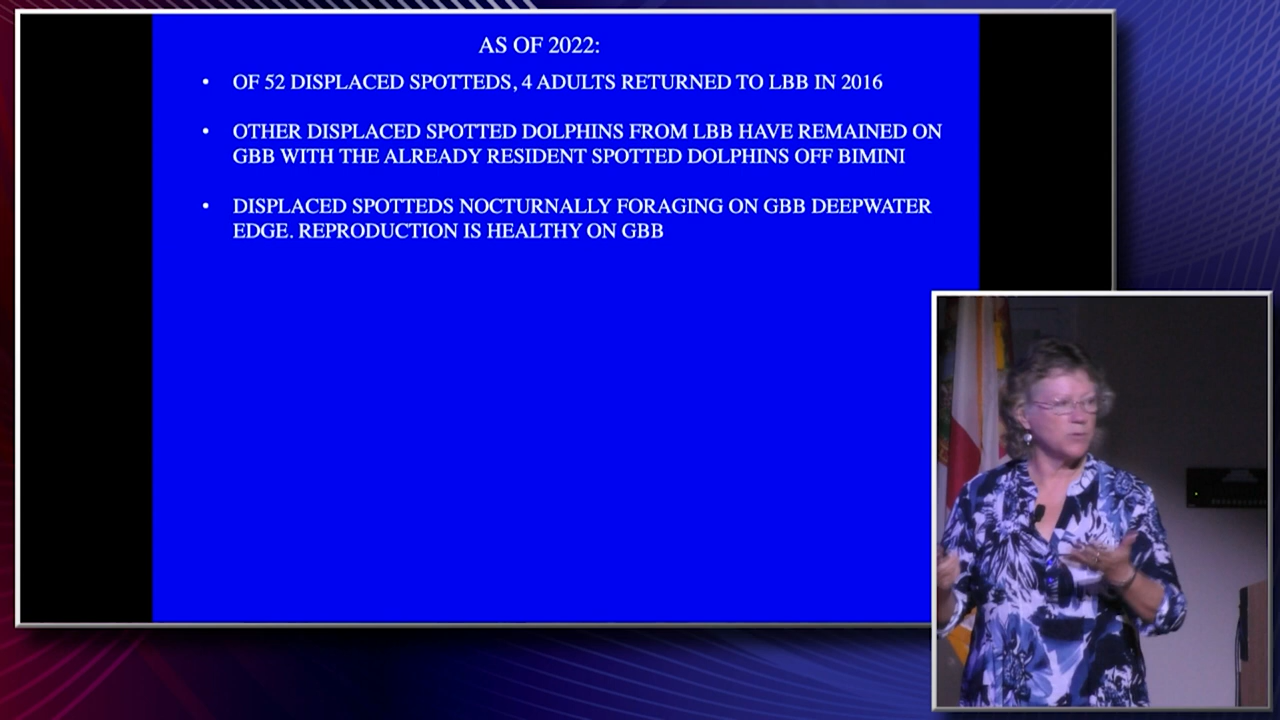 AS OF 2022:
• OF 52 DISPLACED SPOTTEDS, 4 ADULTS RETURNED TO LBB IN 2016
• OTHER DISPLACED SPOTTED DOLPHINS FROM LBB HAVE REMAINED ON
GBB WITH THE ALREADY RESIDENT SPOTTED DOLPHINS OFF BIMINI
• DISPLACED SPOTTEDS NOCTURNALLY FORAGING ON GBB DEEPWATER
EDGE. REPRODUCTION IS HEALTHY ON GBB